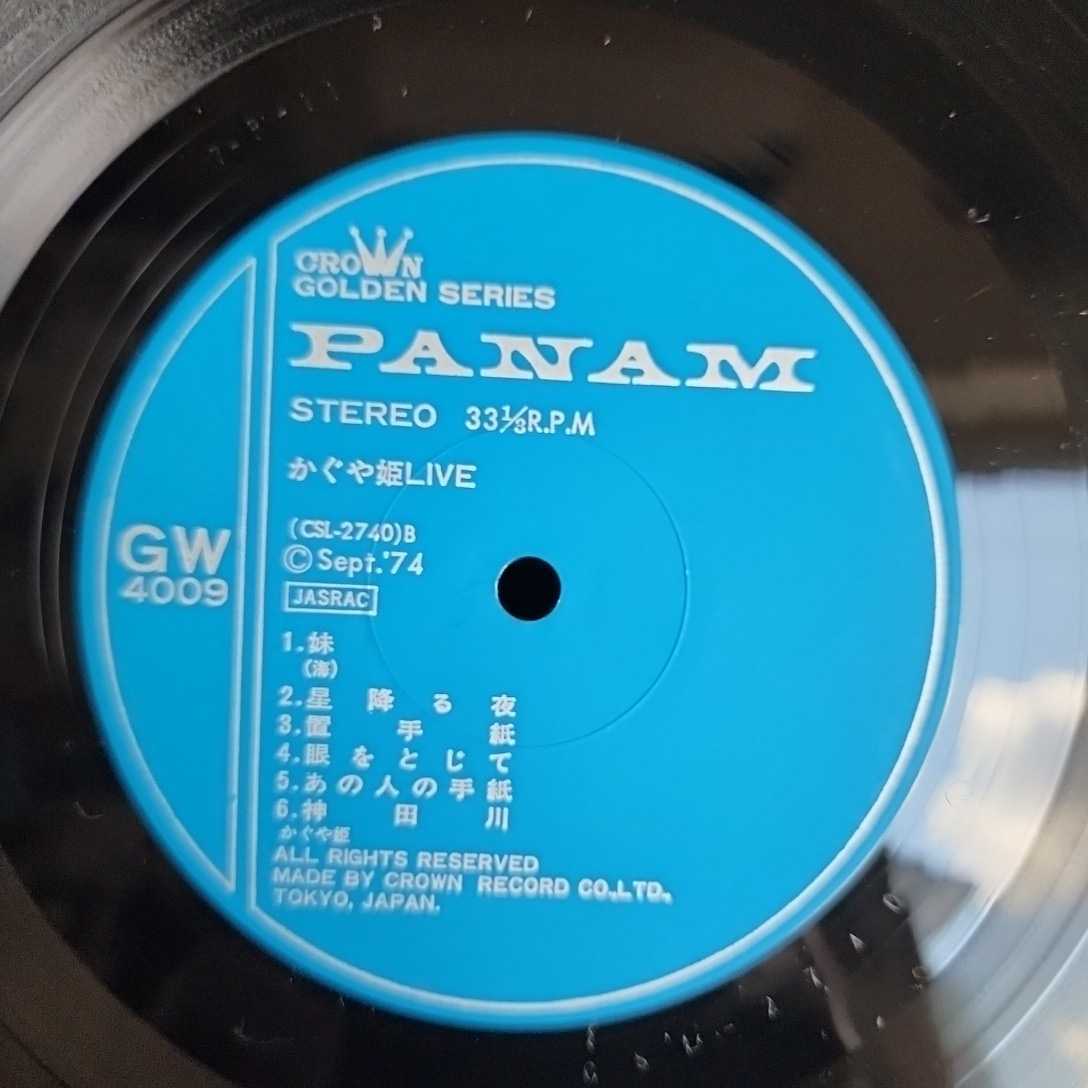 CROWN
GOLDEN SERIES
PANAM
STEREO 33⅓R.P.M
かぐや姫LIVE
(CSL-2740)B
©Sept.'74
JASRAC
GW
4009
1.妹
(海)
2.星降る夜
3.置手紙
4.眼をとじて
5.あの人の手紙
6.神田川
かぐや姫
ALL RIGHTS RESERVED
MADE BY CROWN RECORD CO.,LTD.,
TOKYO, JAPAN.